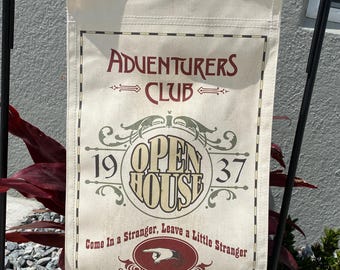 ADVENTURERS
CLUB
19 OPEN HOUSE 37
Come In a Stranger, Leave a Little Stranger